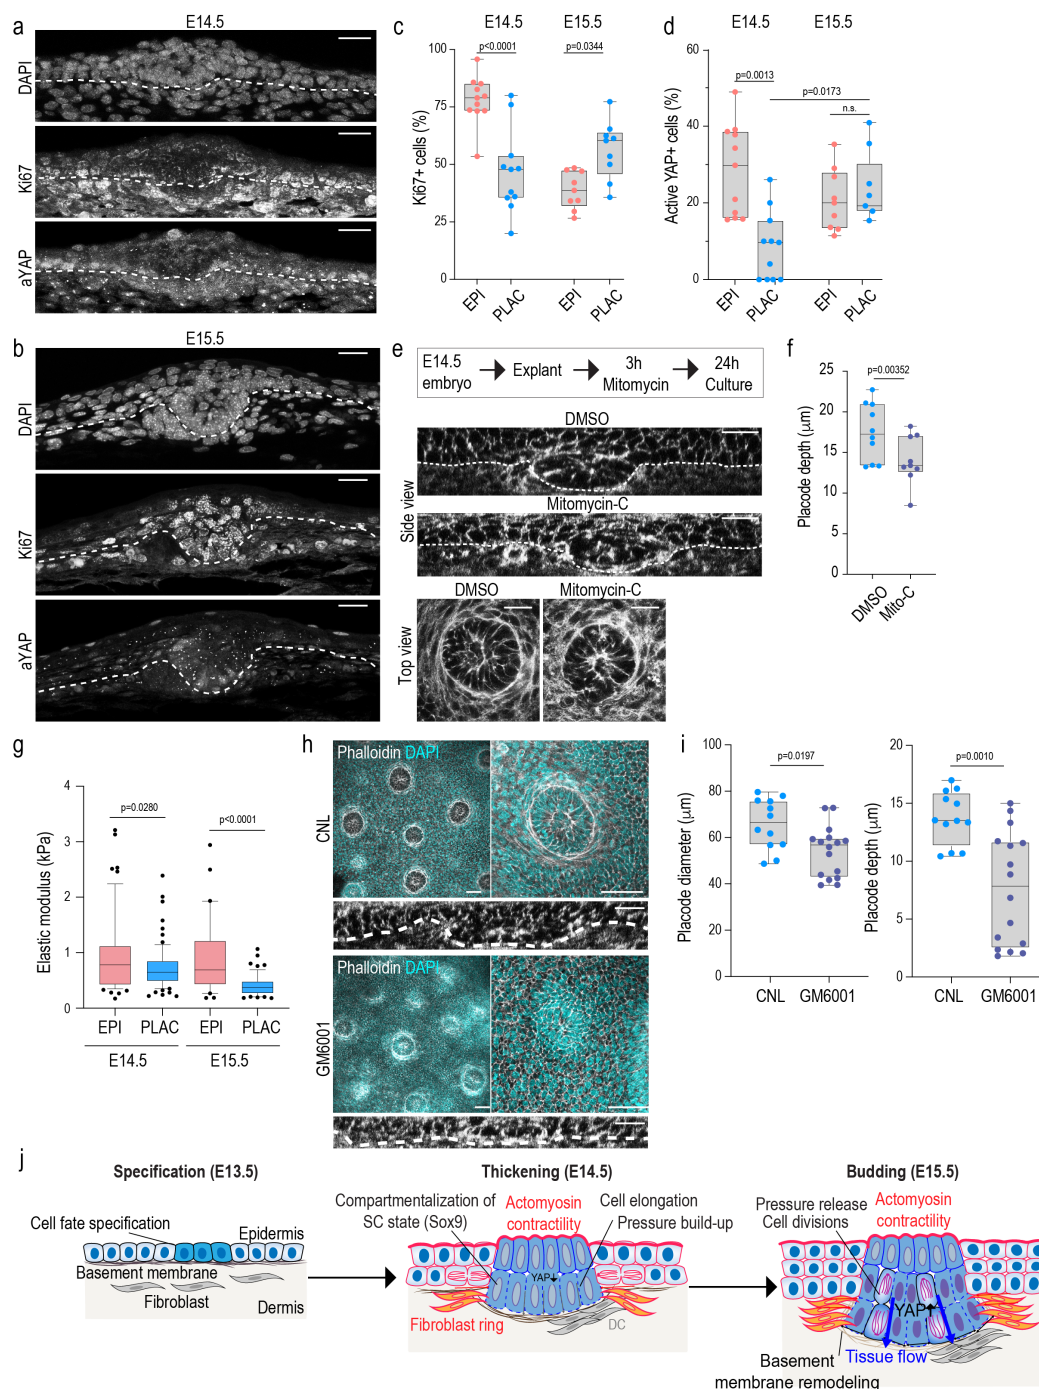 a
E14.5
DAPI
Ki67
aYAP
b
E15.5
DAPI
Ki67
aYAP
c
E14.5
E15.5
p<0.0001
p=0.0344
Ki67+ cells (%)
100
75
50
25
0
EPI
PLAC
EPI
PLAC
d
E14.5
E15.5
p=0.0013
p=0.0173
n.s.
Active YAP+ cells (%)
60
40
20
0
EPI
PLAC
EPI
PLAC
e
E14.5 embryo
Explant
3h Mitomycin
24h Culture
DMSO
Mitomycin-C
Side view
DMSO
Mitomycin-C
Top view
f
p=0.00352
Placode depth (μm)
25
20
15
10
5
0
DMSO
Mito-C
g
Elastic modulus (kPa)
4
3
2
1
0
p=0.0280
p<0.0001
EPI
PLAC
EPI
PLAC
E14.5
E15.5
h
Phalloidin DAPI
CNL
Phalloidin DAPI
GM6001
i
p=0.0197
Placode diameter (μm)
100
80
60
40
20
0
CNL
GM6001
p=0.0010
Placode depth (μm)
20
15
10
5
0
CNL
GM6001
j
Specification (E13.5)
Cell fate specification
Epidermis
Basement membrane
Fibroblast
Dermis
Thickening (E14.5)
Compartmentalization of
SC state (Sox9)
Actomyosin
contractility
Cell elongation
Pressure build-up
YAP
Fibroblast ring
DC
Budding (E15.5)
Pressure release
Cell divisions
Actomyosin
contractility
YAP
Tissue flow
Basement
membrane remodeling